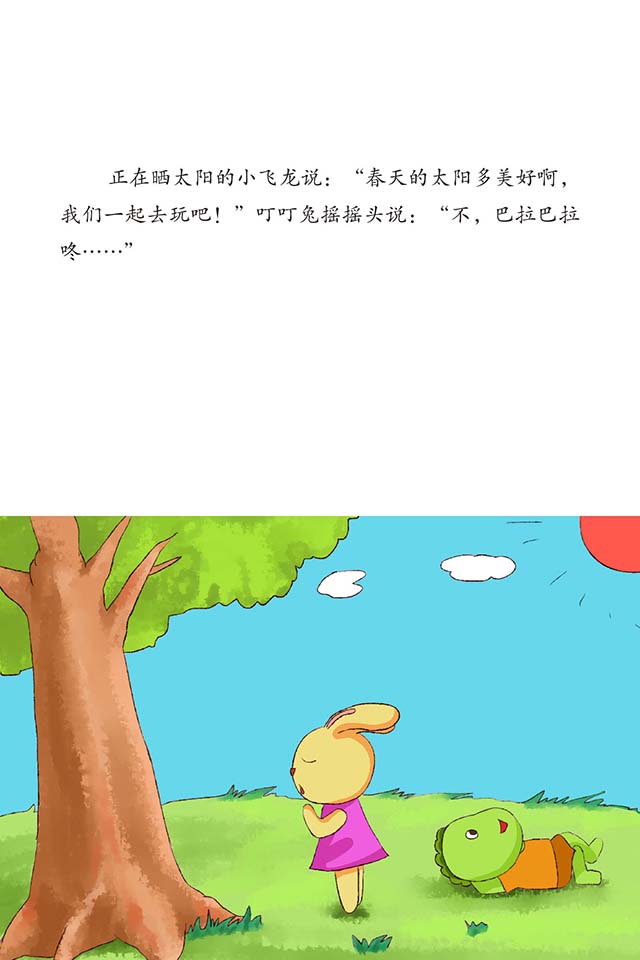 正在晒太阳的小飞龙说：“春天的太阳多美好啊，
我们一起去玩吧！”叮叮兔摇摇头说：“不，巴拉巴拉
咚……”